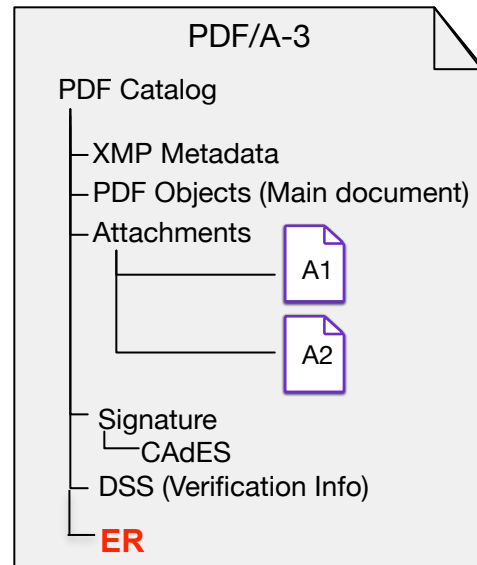 PDF/A-3
PDF Catalog
XMP Metadata
PDF Objects (Main document)
Attachments
A1
A2
Signature
CAdES
DSS (Verification Info)
ER